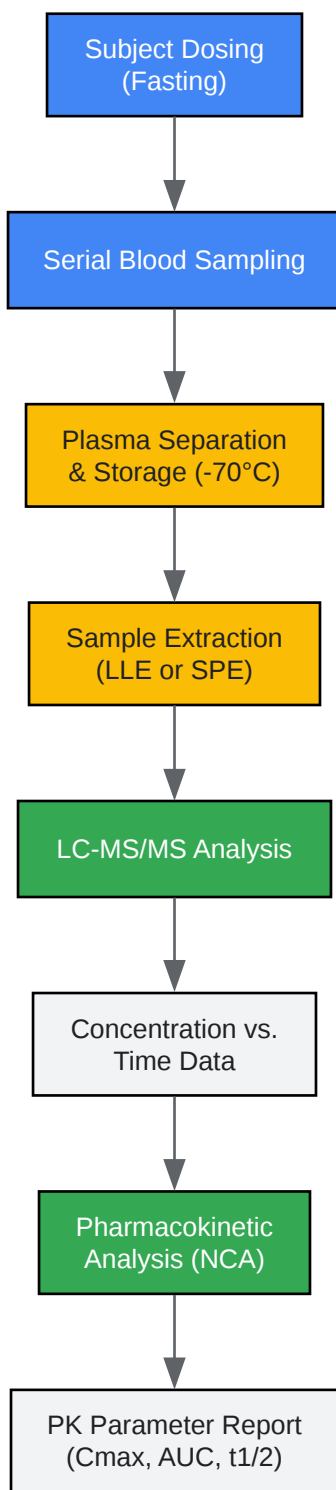 Subject Dosing
(Fasting)
Serial Blood Sampling
Plasma Separation
& Storage (-70°C)
Sample Extraction
(LLE or SPE)
LC-MS/MS Analysis
Concentration vs.
Time Data
Pharmacokinetic
Analysis (NCA)
PK Parameter Report
(Cmax, AUC, t1/2)